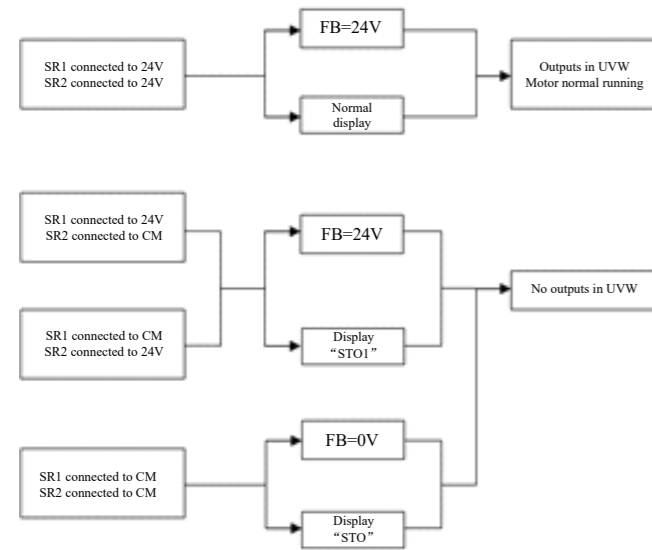 SR1 connected to 24V
SR2 connected to 24V
FB=24V
Normal
display
Outputs in UVW
Motor normal running
SR1 connected to 24V
SR2 connected to CM
SR1 connected to CM
SR2 connected to 24V
FB=24V
Display
“STO1”
No outputs in UVW
SR1 connected to CM
SR2 connected to CM
FB=0V
Display
“STO”